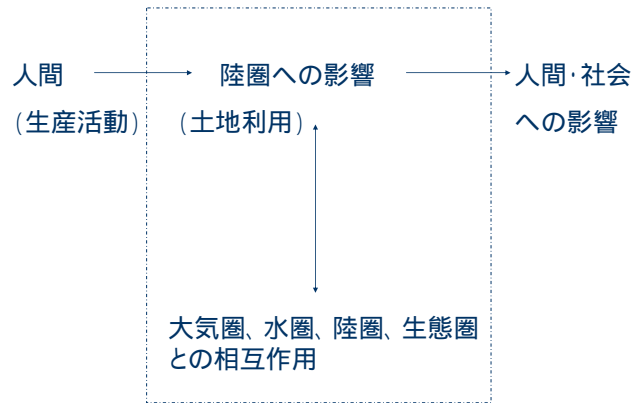 人間
陸圏への影響
人間・社会
(生産活動)
(土地利用)
への影響
大気圏、水圏、陸圏、生態圏
との相互作用